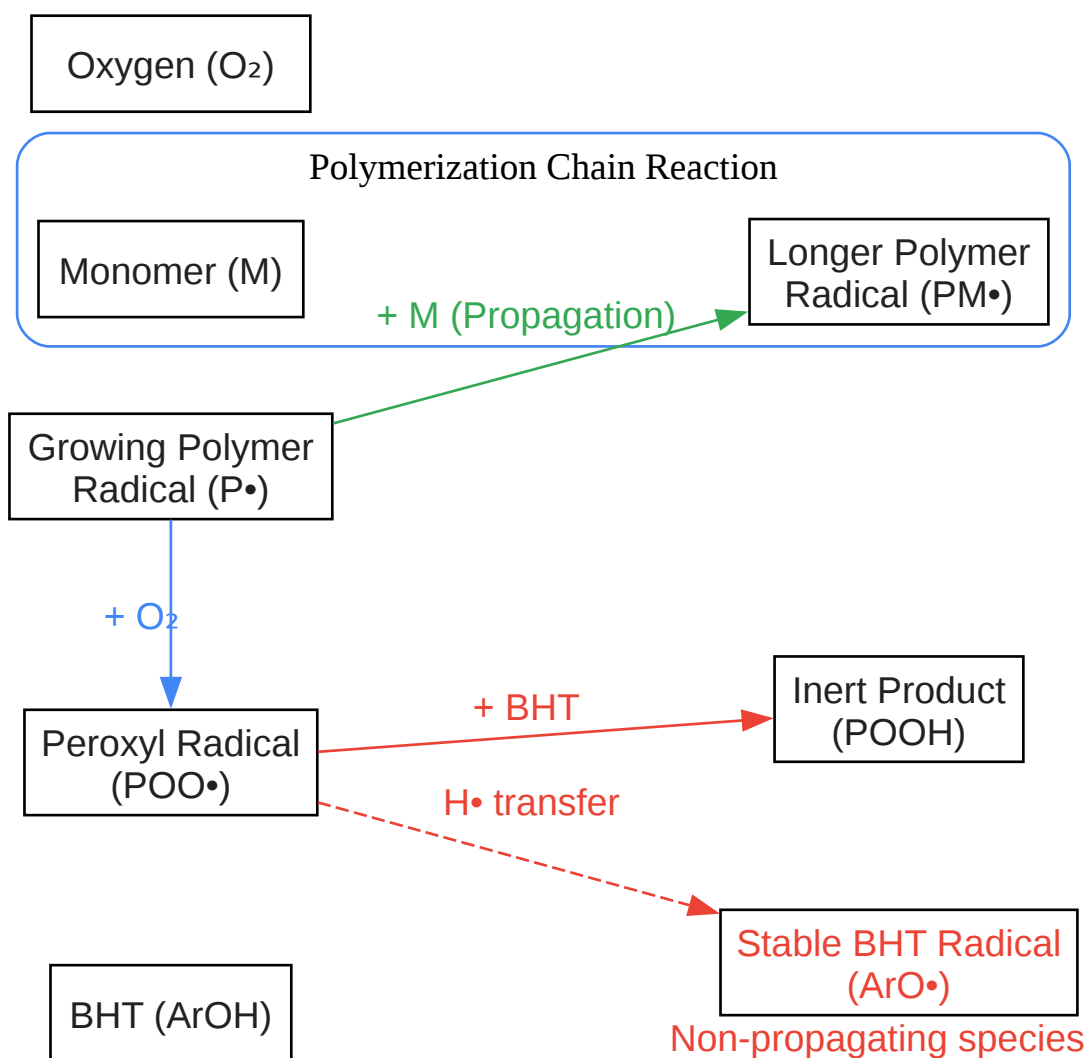 Oxygen (O₂)
Polymerization Chain Reaction
Monomer (M)
Longer Polymer
Radical (PM•)
+ M (Propagation)
Growing Polymer
Radical (P•)
+ O₂
Peroxyl Radical
(POO•)
+ BHT
Inert Product
(POOH)
H• transfer
Stable BHT Radical
(ArO•)
BHT (ArOH)
Non-propagating species